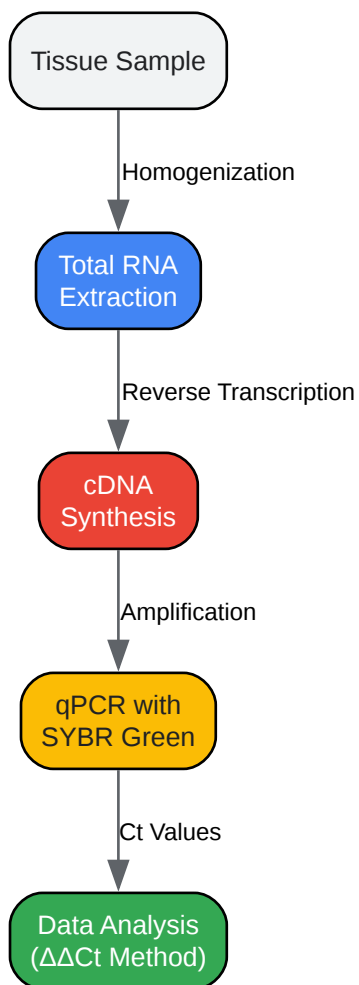 Tissue Sample
Homogenization
Total RNA
Extraction
Reverse Transcription
cDNA
Synthesis
Amplification
qPCR with
SYBR Green
Ct Values
Data Analysis
(ΔΔCt Method)